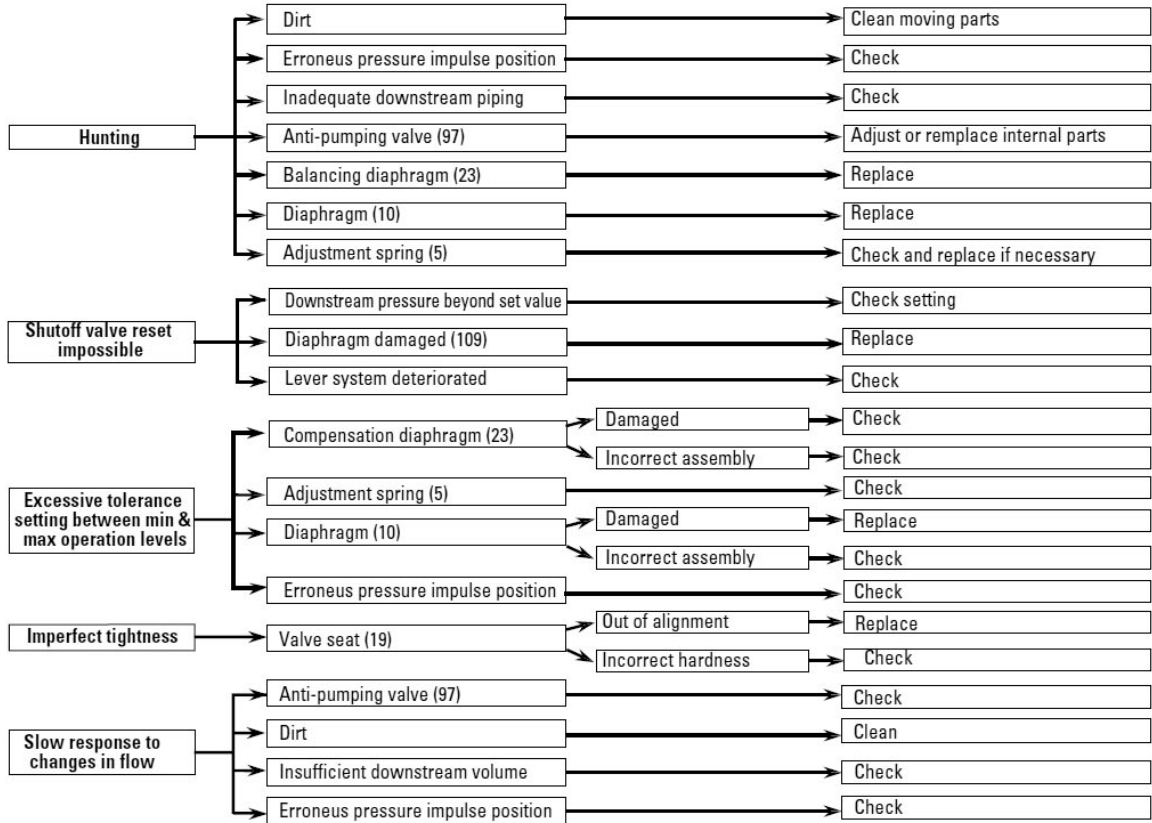 Dirt
Clean moving parts
Erroneus pressure impulse position
Check
Inadequate downstream piping
Check
Hunting
Anti-pumping valve (97)
Adjust or remplace internal parts
Balancing diaphragm (23)
Replace
Diaphragm (10)
Replace
Adjustment spring (5)
Check and replace if necessary
Downstream pressure beyond set value
Check setting
Shutoff valve reset
impossible
Diaphragm damaged (109)
Replace
Lever system deteriorated
Check
Compensation diaphragm (23)
Damaged
Check
Incorrect assembly
Check
Excessive tolerance
setting between min &
max operation levels
Adjustment spring (5)
Check
Diaphragm (10)
Damaged
Replace
Incorrect assembly
Check
Erroneus pressure impulse position
Check
Imperfect tightness
Valve seat (19)
Out of alignment
Replace
Incorrect hardness
Check
Slow response to
changes in flow
Anti-pumping valve (97)
Check
Dirt
Clean
Insufficient downstream volume
Check
Erroneus pressure impulse position
Check